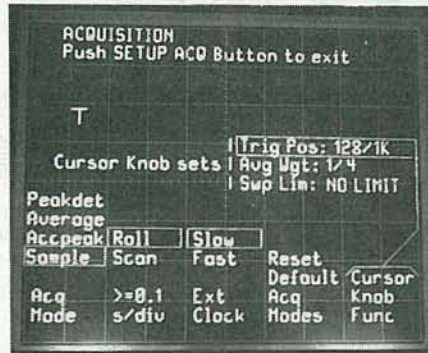 ACQUISITION
Push SETUP ACQ Button to exit
T
Trig Pos: 128/1K
Cursor Knob sets Avg Wgt: 1/4
Swp Lim: NO LIMIT
Peakdet
Average
Accpeak Roll Slow
Sample Scan Fast Reset
Default Cursor
Acq >=0.1 Ext Acq Knob
Mode s/div Clock Modes Func